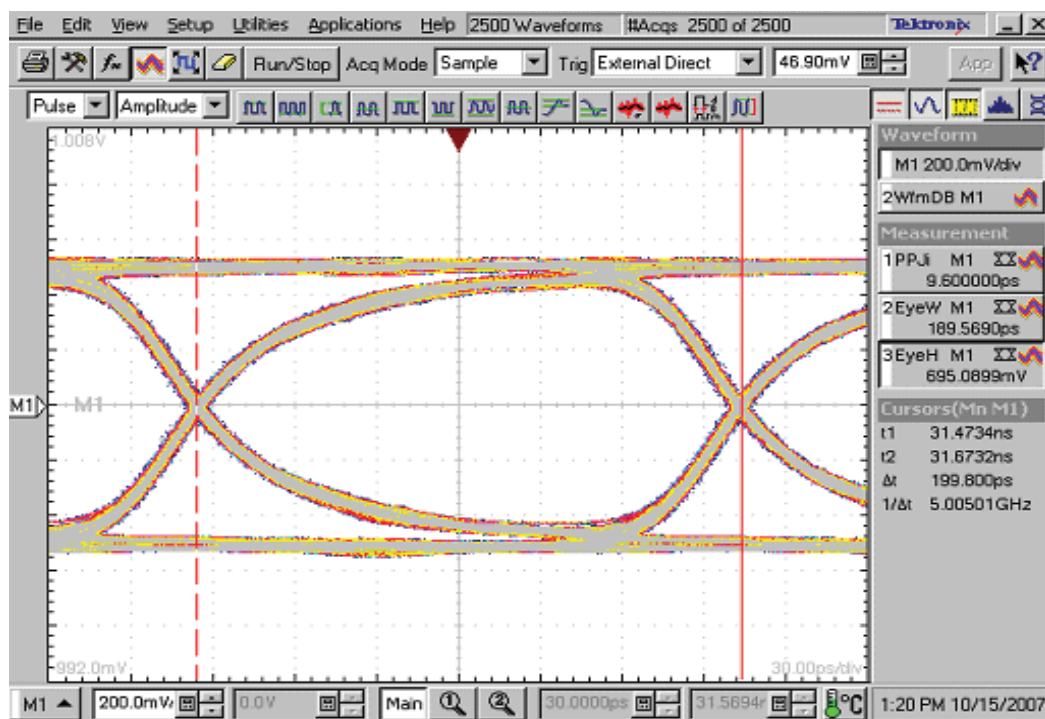 File Edit View Setup Utilities Applications Help 2500 Waveforms #Acqs 2500 of 2500 Tektronix
Run/Stop Acq Mode Sample Trig External Direct 46.90mV App
Pulse Amplitude
1.008V
Waveform
M1 200.0mV/div
2WfmDB M1
Measurement
1PPJi M1
9.600000ps
2EyeW M1
189.5690ps
3EyeH M1
695.0899mV
M1 M1
Cursors(Mn M1)
t1 31.4734ns
t2 31.6732ns
Δt 199.800ps
1/Δt 5.00501GHz
992.0mV 30.00ps/div
M1 200.0mV 0.0V Main 1 2 30.0000ps 31.5694r °C 1:20 PM 10/15/2007